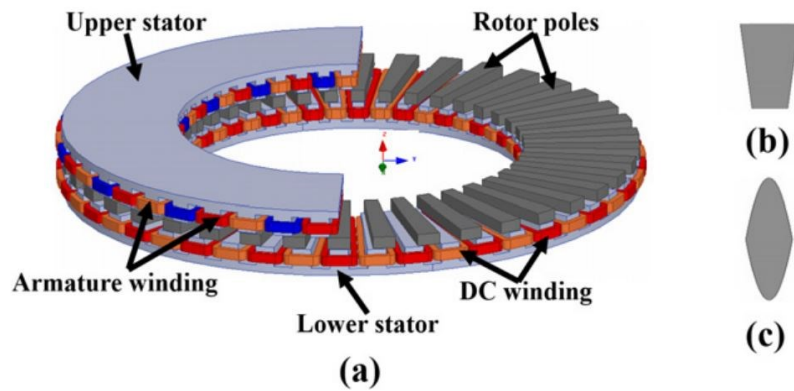 Upper stator
Rotor poles
Armature winding
DC winding
Lower stator
(a)
(b)
(c)